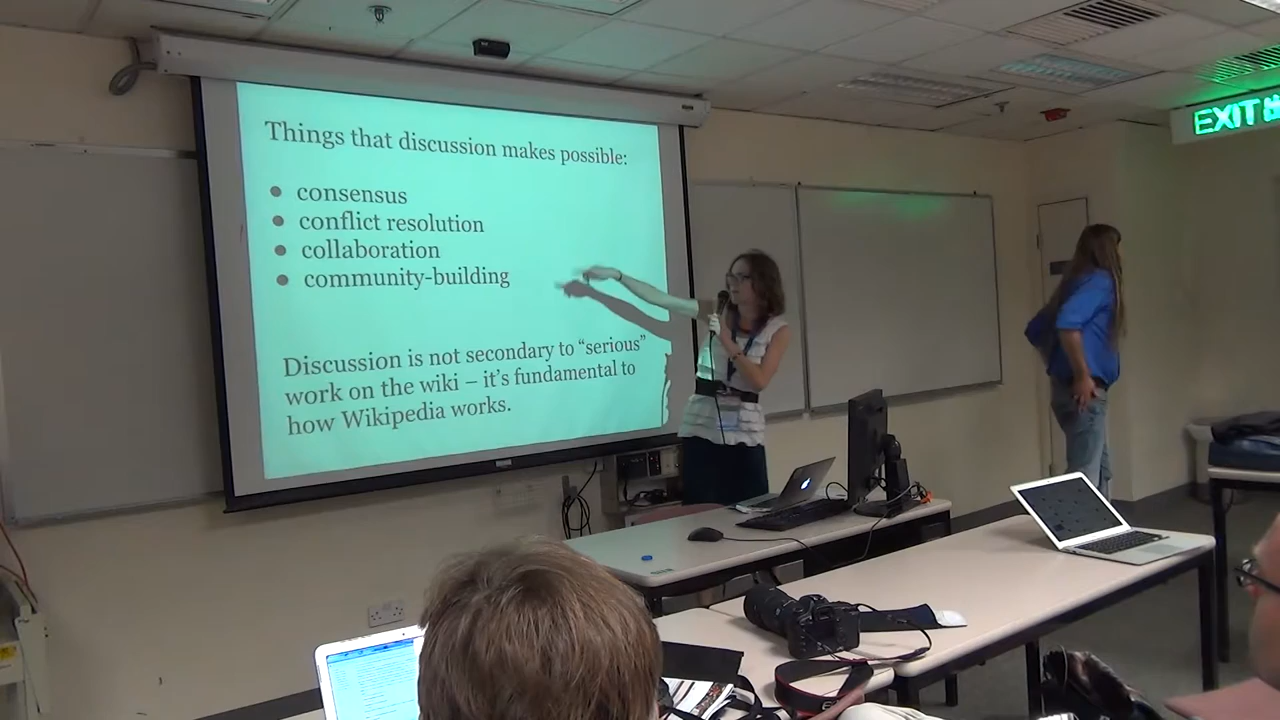 Things that discussion makes possible:
● consensus
● conflict resolution
● collaboration
● community-building
Discussion is not secondary to “serious”
work on the wiki – it’s fundamental to
how Wikipedia works.
EXIT